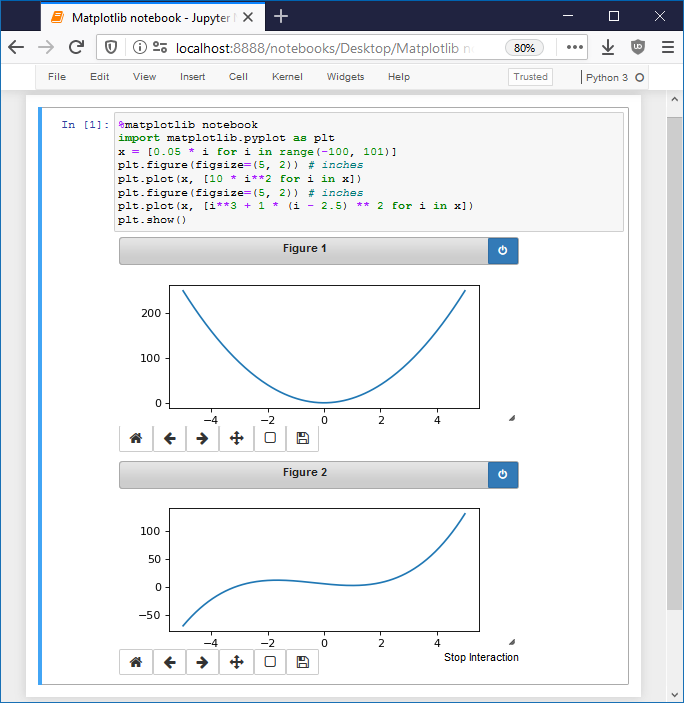 Matplotlib notebook - Jupyter
localhost:8888/notebooks/Desktop/Matplotlib n
80%
File Edit View Insert Cell Kernel Widgets Help Trusted Python 3
In [1]: %matplotlib notebook
import matplotlib.pyplot as plt
x = [0.05 * i for i in range(-100, 101)]
plt.figure(figsize=(5, 2)) # inches
plt.plot(x, [10 * i**2 for i in x])
plt.figure(figsize=(5, 2)) # inches
plt.plot(x, [i**3 + 1 * (i - 2.5) ** 2 for i in x])
plt.show()
Figure 1
200
100
0
−4 −2 0 2 4
Figure 2
100
50
0
−50
−4 −2 0 2 4
Stop Interaction